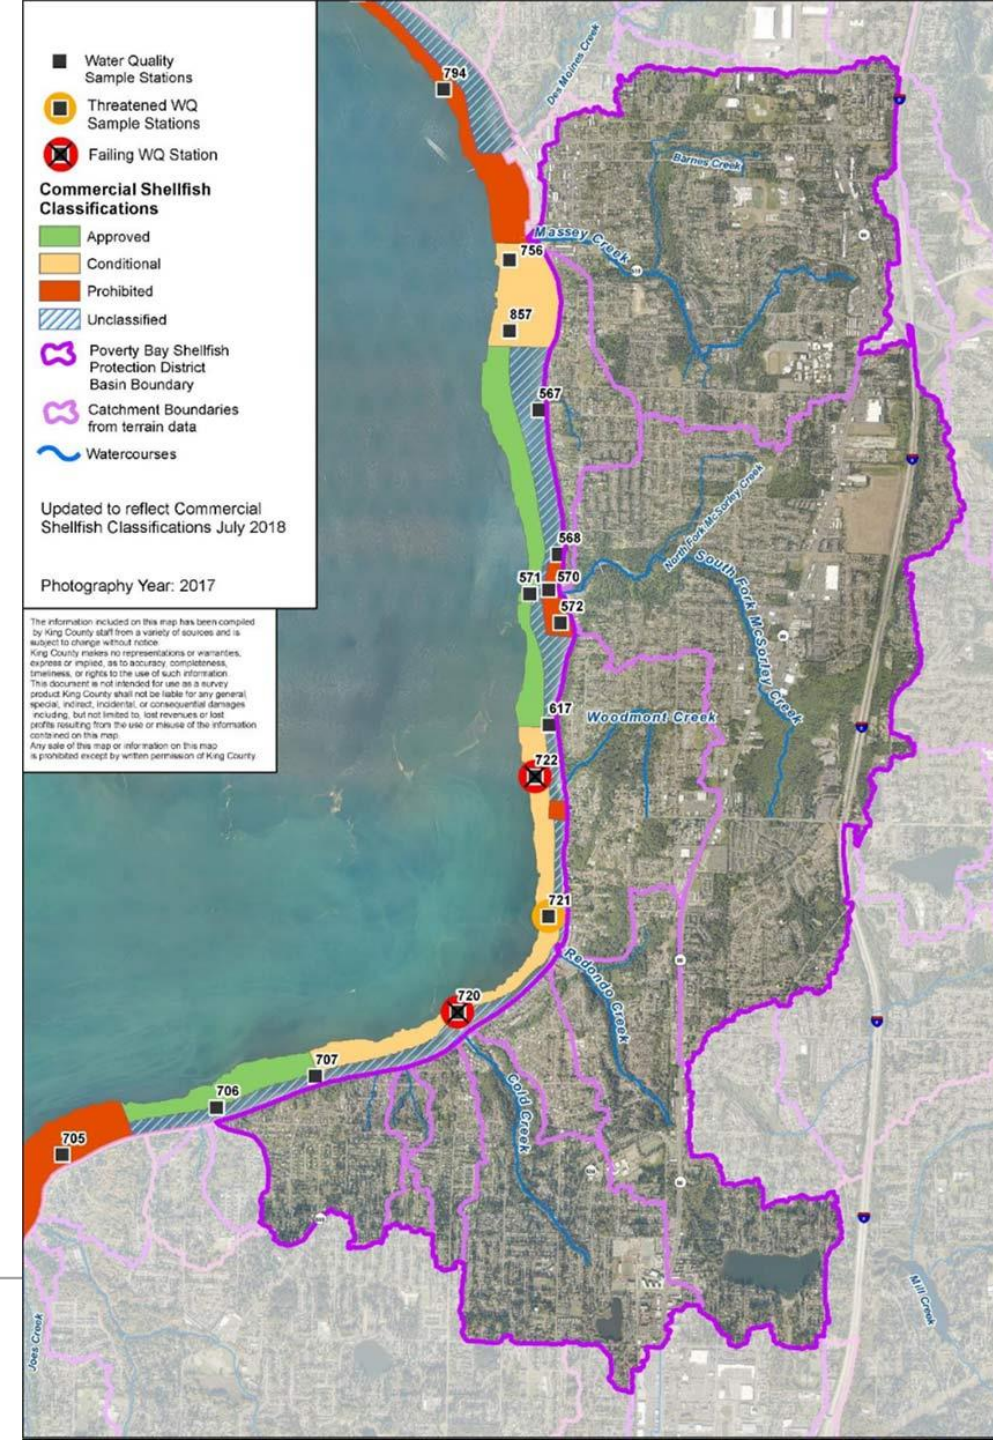 Water Quality
Sample Stations
Threatened WQ
Sample Stations
Failing WQ Station
Commercial Shellfish
Classifications
Approved
Conditional
Prohibited
Unclassified
Poverty Bay Shellfish
Protection District
Basin Boundary
Catchment Boundaries
from terrain data
Watercourses
Updated to reflect Commercial
Shellfish Classifications July 2018
Photography Year: 2017
The information included on this map has been compiled
by King County staff from a variety of sources and is
subject to change without notice.
King County makes no representations or warranties,
express or implied, as to accuracy, completeness,
timeliness, or rights to the use of such information.
This document is not intended for use as a survey
product. King County shall not be liable for any general,
special, indirect, incidental, or consequential damages
including, but not limited to, lost revenues or lost
profits resulting from the use or misuse of the information
contained on this map.
Any sale of this map or information on this map
is prohibited except by written permission of King County.
794
Des Moines Creek
Barnes Creek
Massey Creek
756
857
567
North Fork McSorley Creek
568
South Fork McSorley Creek
571
570
572
617
Woodmont Creek
722
721
Redondo Creek
720
707
Cold Creek
706
705
Mill Creek
Joes Creek